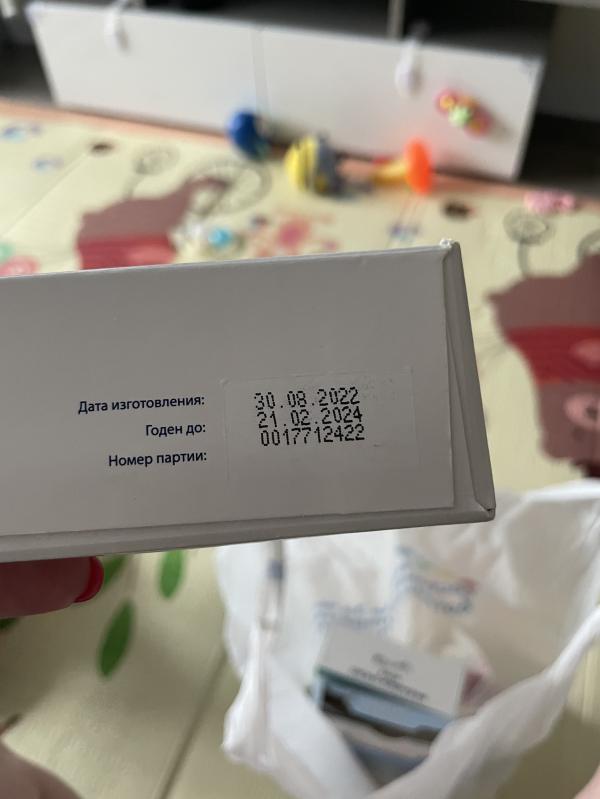 Дата изготовления: 30.08.2022
Годен до: 21.02.2024
Номер партии: 0017712422